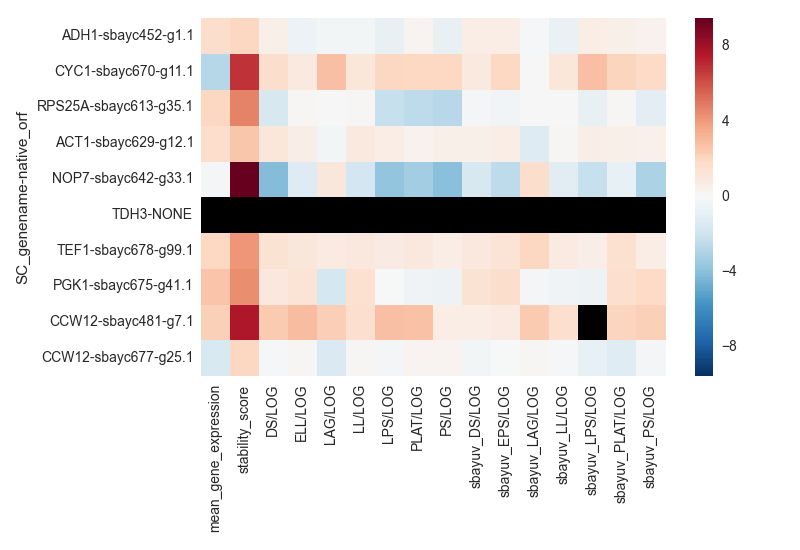 SC_genename-native_orf
ADH1-sbayc452-g1.1
CYC1-sbayc670-g11.1
RPS25A-sbayc613-g35.1
ACT1-sbayc629-g12.1
NOP7-sbayc642-g33.1
TDH3-NONE
TEF1-sbayc678-g99.1
PGK1-sbayc675-g41.1
CCW12-sbayc481-g7.1
CCW12-sbayc677-g25.1
mean_gene_expression
stability_score
DS/LOG
ELL/LOG
LAG/LOG
LL/LOG
LPS/LOG
PLAT/LOG
PS/LOG
sbayuv_DS/LOG
sbayuv_EPS/LOG
sbayuv_LAG/LOG
sbayuv_LL/LOG
sbayuv_LPS/LOG
sbayuv_PLAT/LOG
sbayuv_PS/LOG
8
4
0
−4
−8